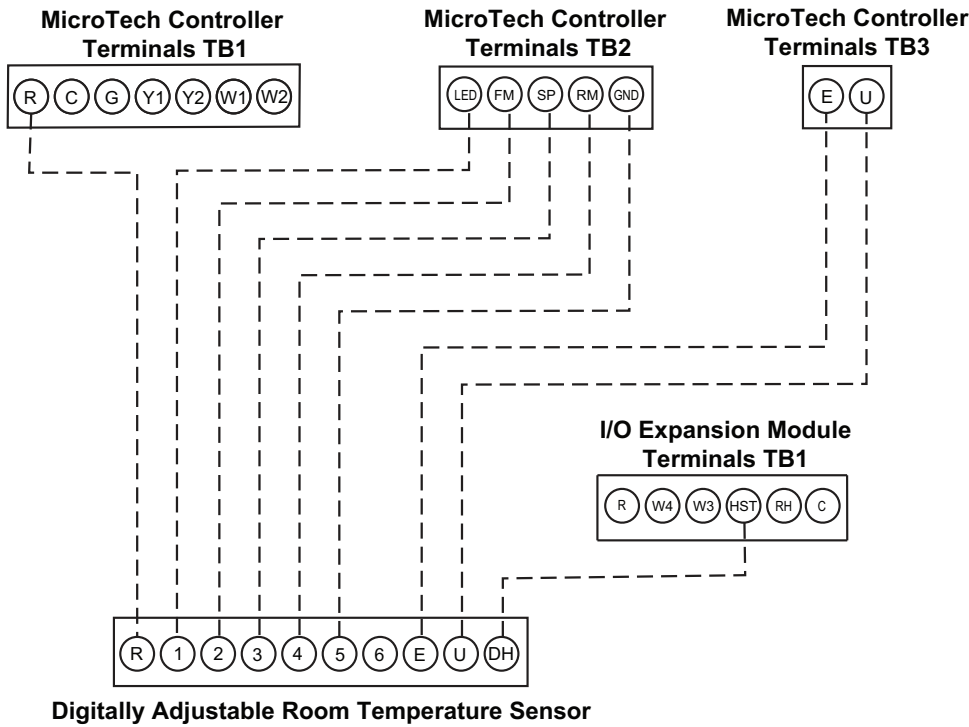 MicroTech Controller
Terminals TB1
MicroTech Controller
Terminals TB2
MicroTech Controller
Terminals TB3
R C G Y1 Y2 W1 W2
LED FM SP RM GND
E U
I/O Expansion Module
Terminals TB1
R W4 W3 HST RH C
R 1 2 3 4 5 6 E U DH
Digitally Adjustable Room Temperature Sensor